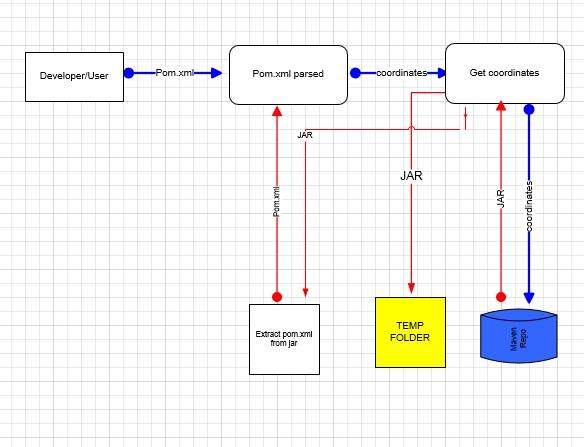 Developer/User
Pom.xml
Pom.xml parsed
coordinates
Get coordinates
JAR
JAR
Pom.xml
JAR
coordinates
Extract pom.xml
from jar
TEMP
FOLDER
Maven
Repo